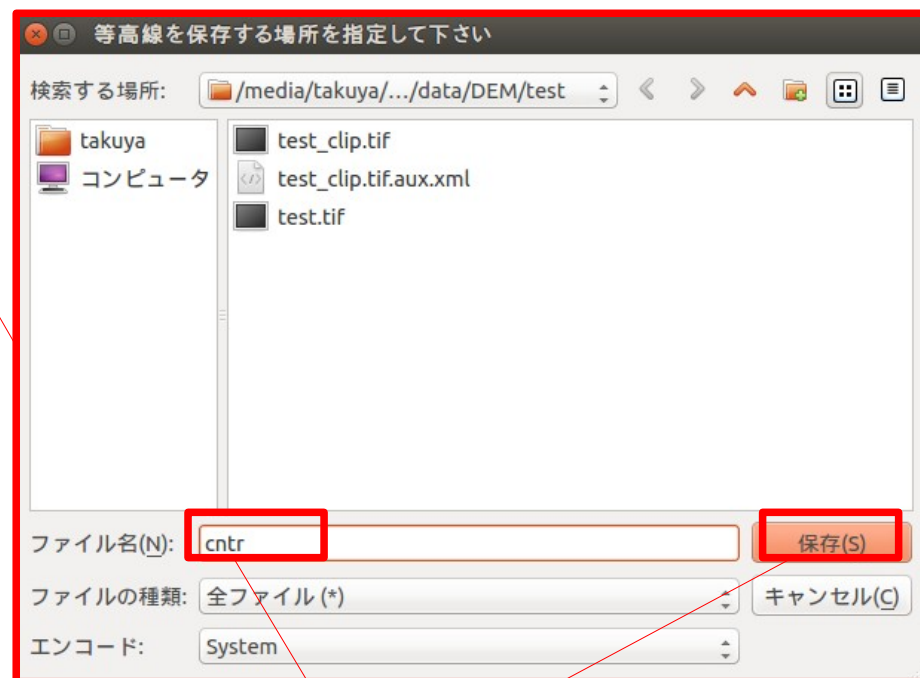 等高線を保存する場所を指定して下さい
検索する場所: /media/takuya/.../data/DEM/test
takuya
コンピュータ
test_clip.tif
test_clip.tif.aux.xml
test.tif
ファイル名(N): cntr 保存(S)
ファイルの種類: 全ファイル (*) キャンセル(C)
エンコード: System